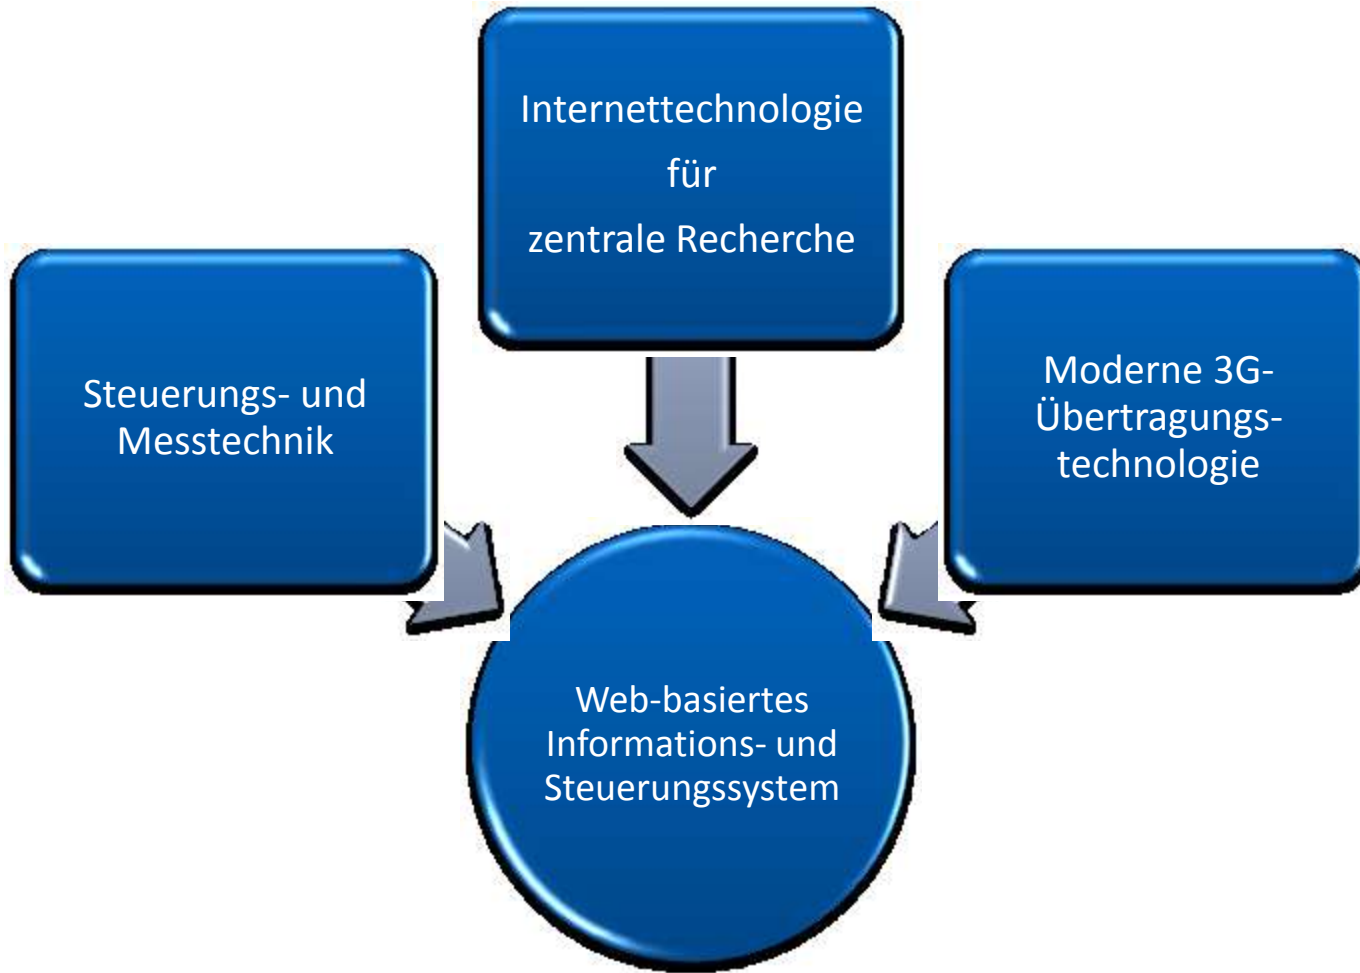 Internettechnologie
für
zentrale Recherche
Steuerungs- und
Messtechnik
Moderne 3G-
Übertragungs-
technologie
Web-basiertes
Informations- und
Steuerungssystem